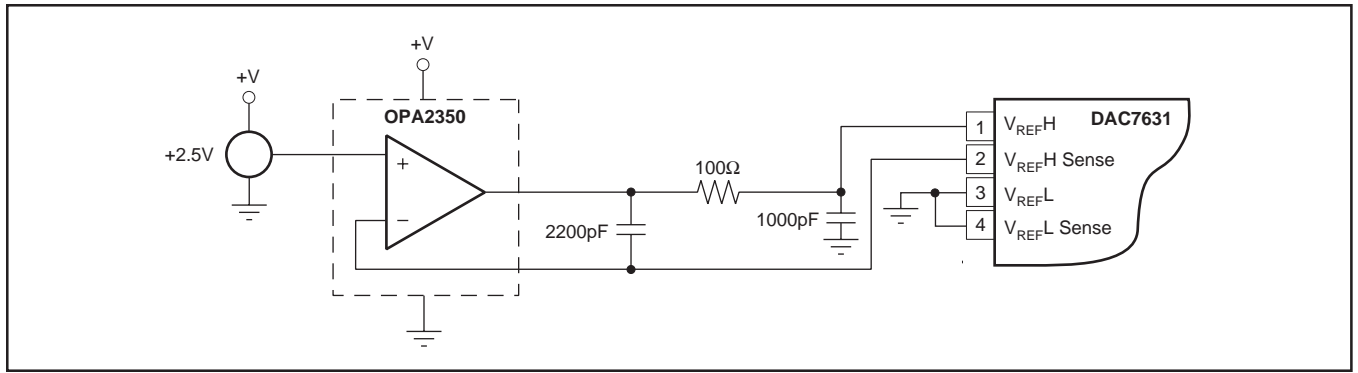 +V
+V
OPA2350
+2.5V
+
−
100Ω
2200pF
1000pF
DAC7631
1 VREFH
2 VREFH Sense
3 VREFL
4 VREFL Sense